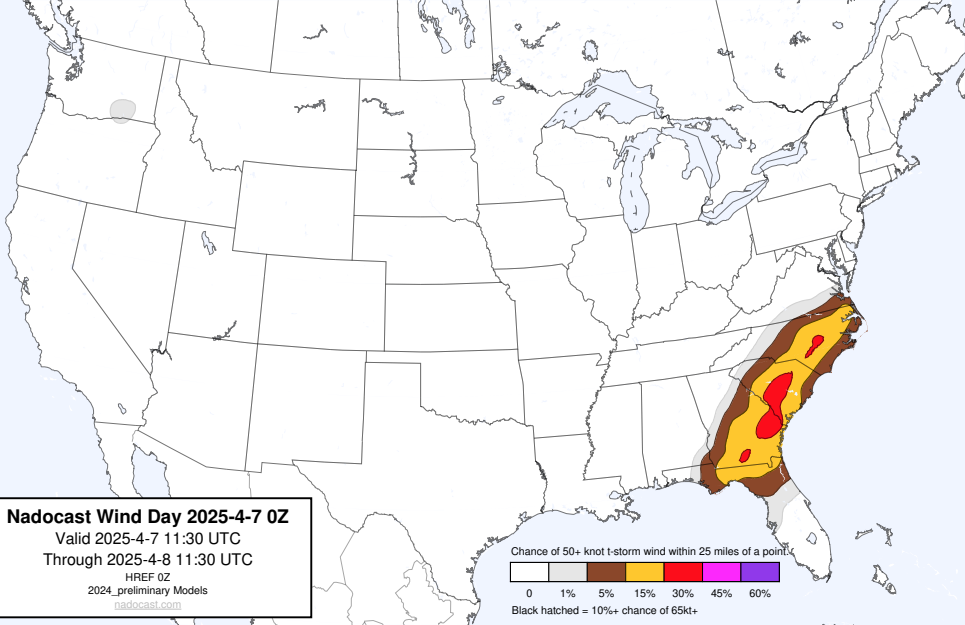 Nadocast Wind Day 2025-4-7 0Z
Valid 2025-4-7 11:30 UTC
Through 2025-4-8 11:30 UTC
HREF 0Z
2024_preliminary Models
nadocast.com
Chance of 50+ knot t-storm wind within 25 miles of a point.
0 1% 5% 15% 30% 45% 60%
Black hatched = 10%+ chance of 65kt+